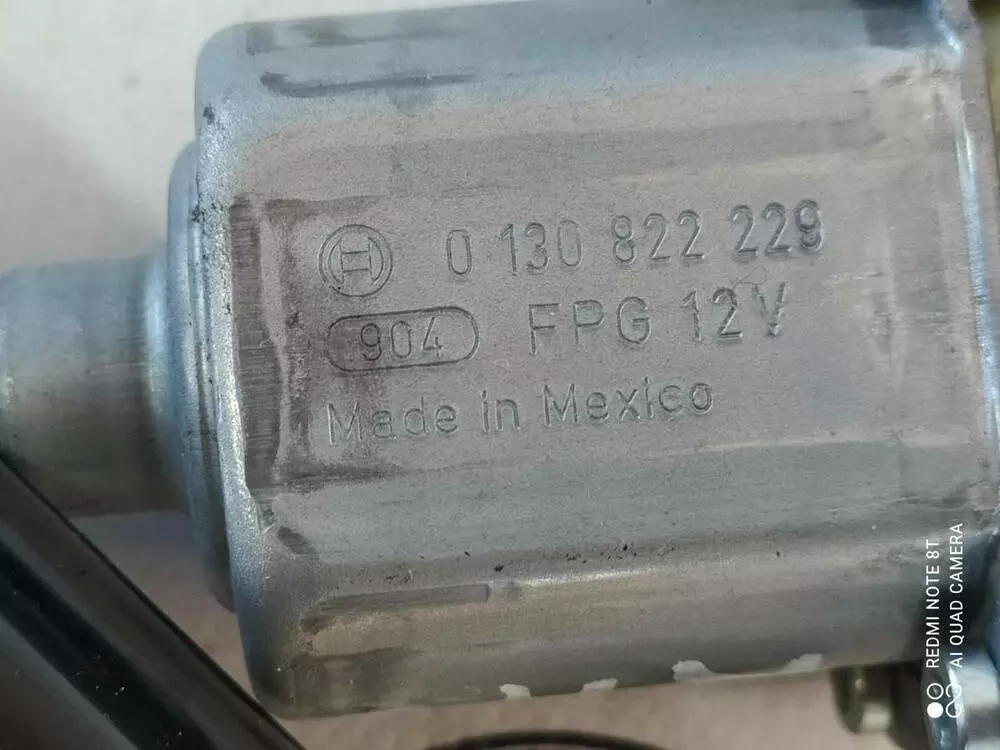 0 130 822 229
904 FPG 12V
Made in Mexico
REDMI NOTE 8T
AI QUAD CAMERA